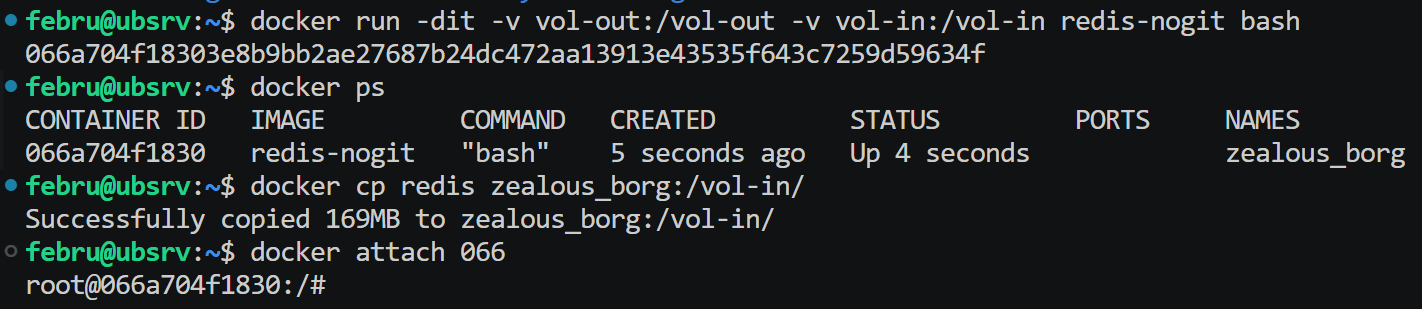 febru@ubsrv:~$ docker run -dit -v vol-out:/vol-out -v vol-in:/vol-in redis-nogit bash
066a704f18303e8b9bb2ae27687b24dc472aa13913e43535f643c7259d59634f
febru@ubsrv:~$ docker ps
CONTAINER ID   IMAGE         COMMAND   CREATED         STATUS         PORTS     NAMES
066a704f1830   redis-nogit   "bash"    5 seconds ago   Up 4 seconds             zealous_borg
febru@ubsrv:~$ docker cp redis zealous_borg:/vol-in/
Successfully copied 169MB to zealous_borg:/vol-in/
febru@ubsrv:~$ docker attach 066
root@066a704f1830:/#